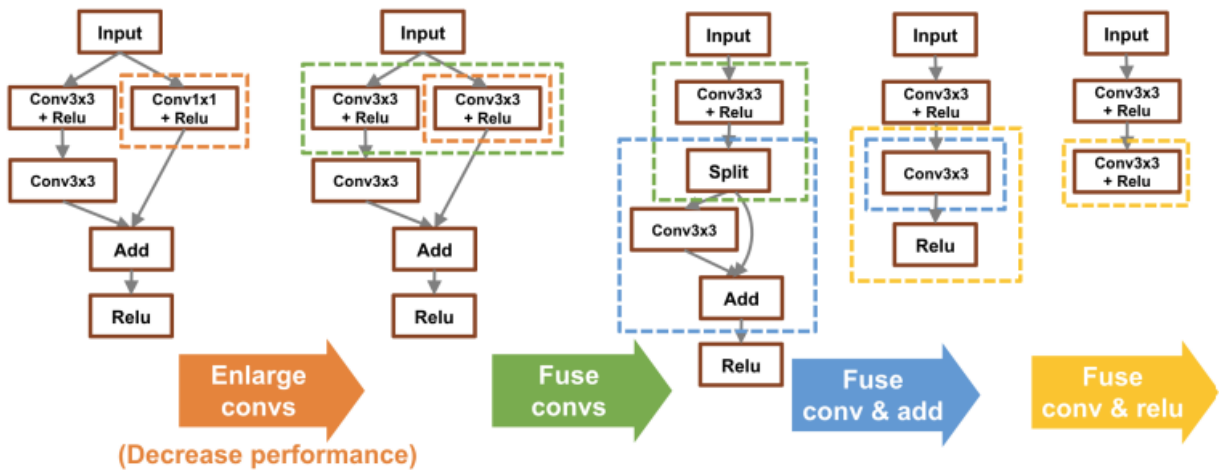 Input
Conv3x3
+ Relu
Conv1x1
+ Relu
Conv3x3
Add
Relu
Input
Conv3x3
+ Relu
Conv3x3
+ Relu
Conv3x3
Add
Relu
Input
Conv3x3
+ Relu
Split
Conv3x3
Add
Relu
Input
Conv3x3
+ Relu
Conv3x3
Relu
Input
Conv3x3
+ Relu
Conv3x3
+ Relu
Enlarge
convs
(Decrease performance)
Fuse
convs
Fuse
conv & add
Fuse
conv & relu